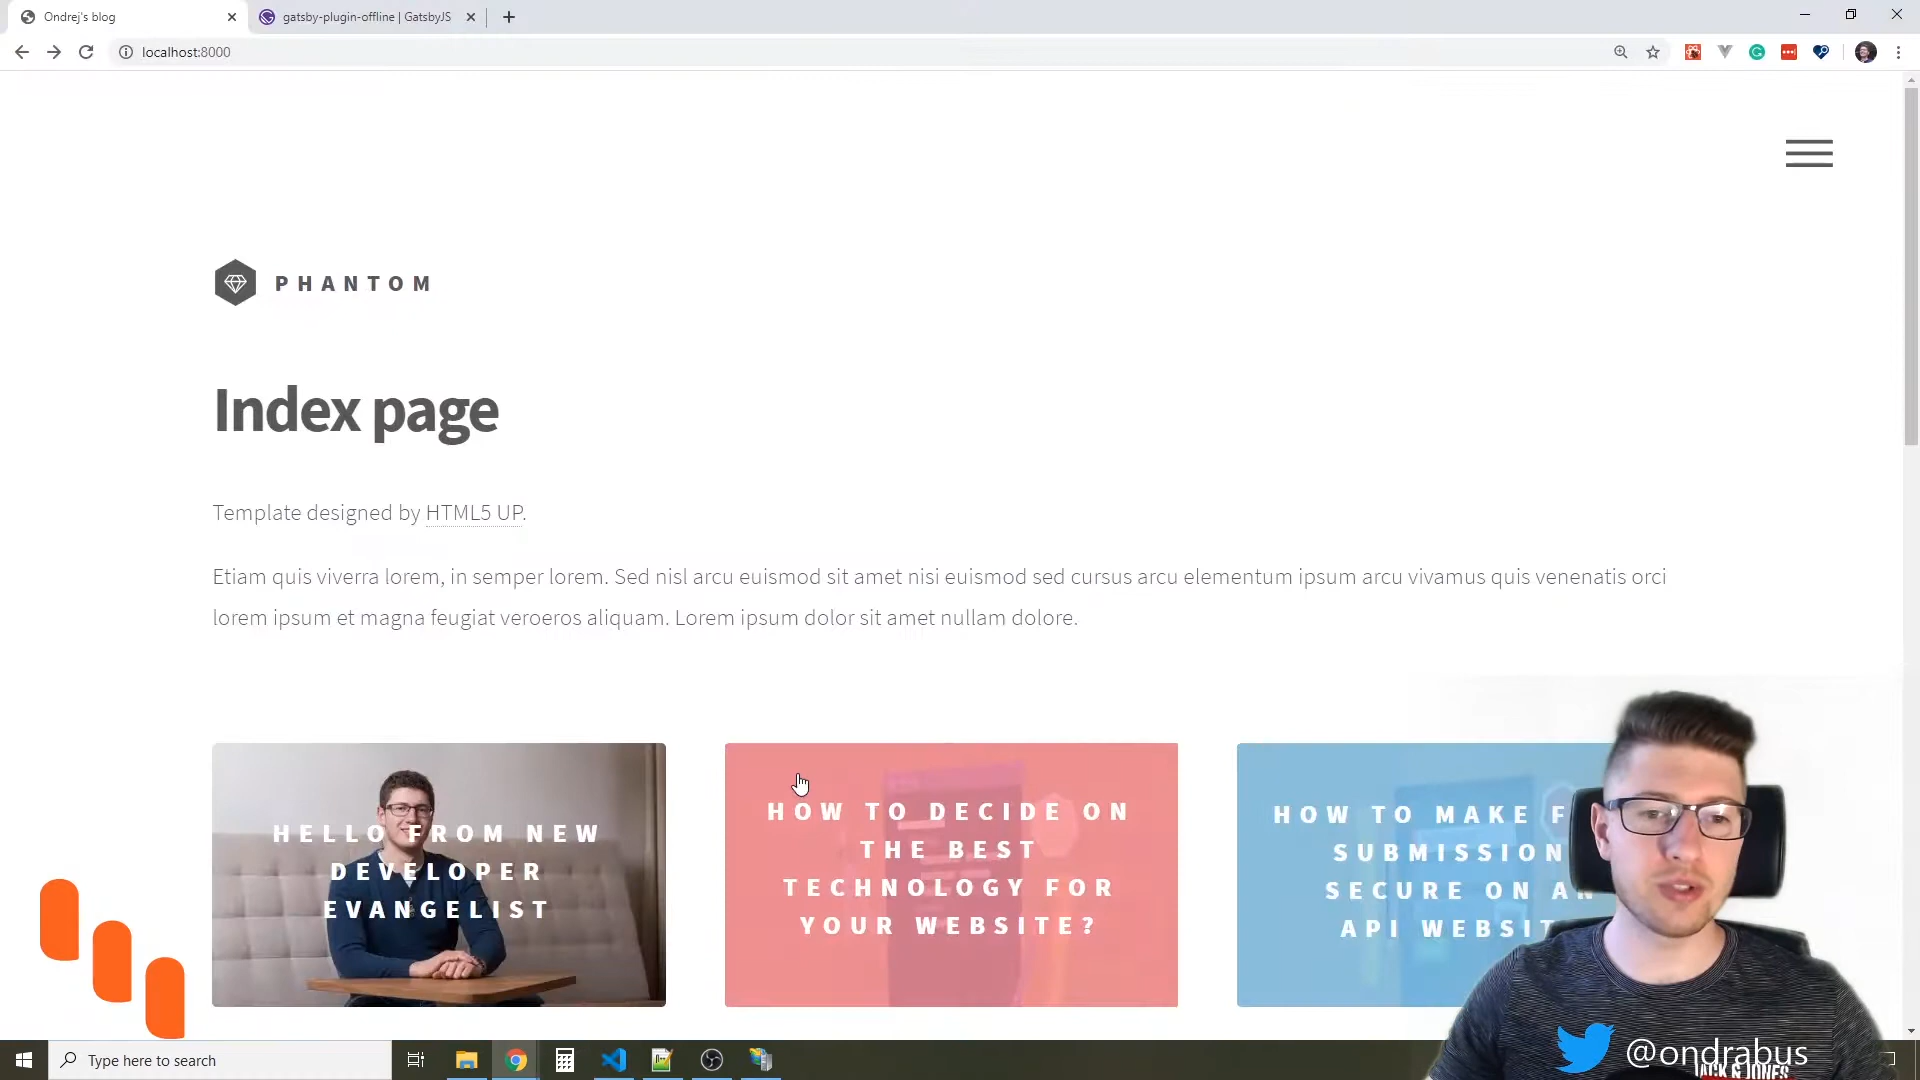 Ondrej's blog
gatsby-plugin-offline | GatsbyJS
localhost:8000
PHANTOM
Index page
Template designed by HTML5 UP.
Etiam quis viverra lorem, in semper lorem. Sed nisl arcu euismod sit amet nisi euismod sed cursus arcu elementum ipsum arcu vivamus quis venenatis orci
lorem ipsum et magna feugiat veroeros aliquam. Lorem ipsum dolor sit amet nullam dolore.
HELLO FROM NEW
DEVELOPER
EVANGELIST
HOW TO DECIDE ON
THE BEST
TECHNOLOGY FOR
YOUR WEBSITE?
HOW TO MAKE F
SUBMISSION
SECURE ON AN
API WEBSIT
Type here to search
@ondrabus
JACK & JONES